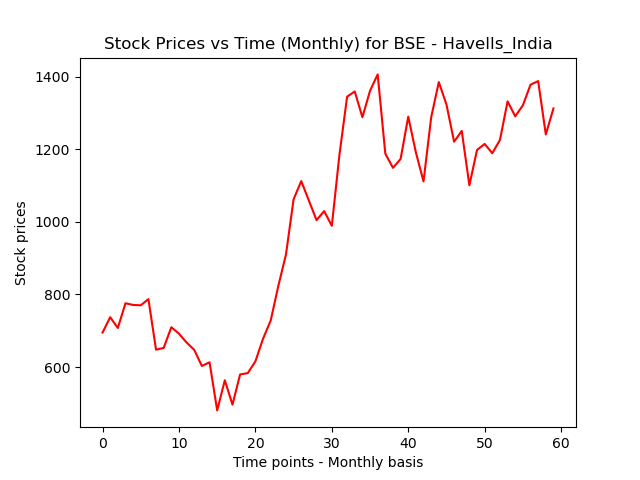 Stock Prices vs Time (Monthly) for BSE - Havells_India
Stock prices
1400
1200
1000
800
600
0 10 20 30 40 50 60
Time points - Monthly basis